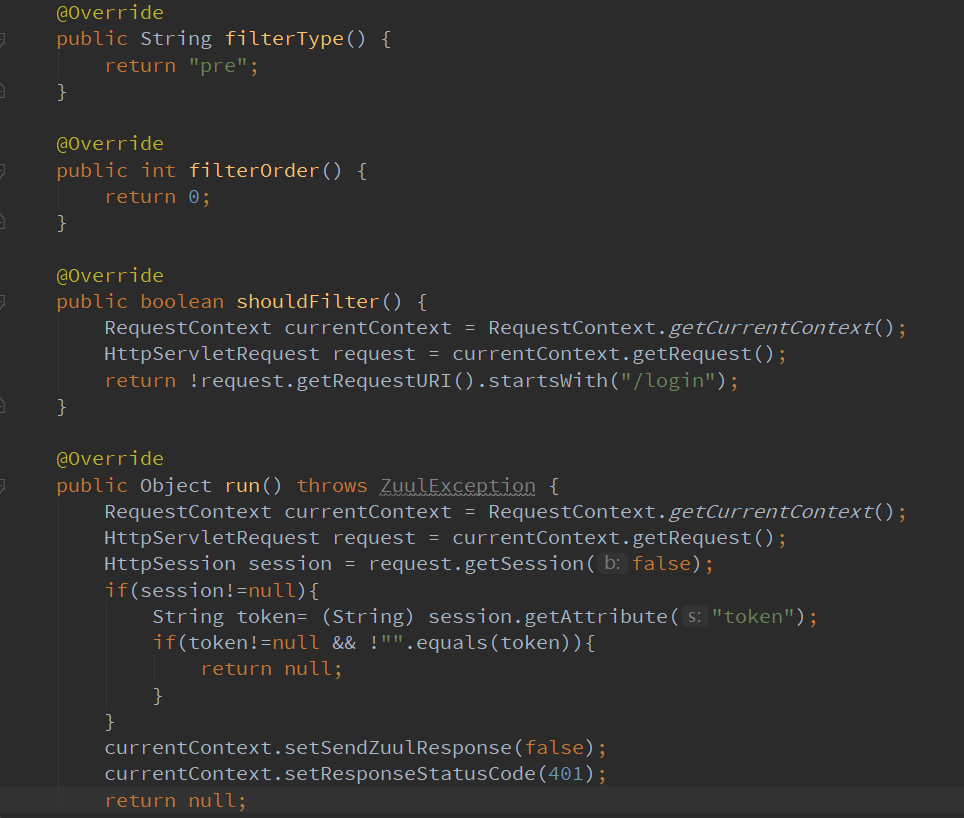 @Override
public String filterType() {
    return "pre";
}

@Override
public int filterOrder() {
    return 0;
}

@Override
public boolean shouldFilter() {
    RequestContext currentContext = RequestContext.getCurrentContext();
    HttpServletRequest request = currentContext.getRequest();
    return !request.getRequestURI().startsWith("/login");
}

@Override
public Object run() throws ZuulException {
    RequestContext currentContext = RequestContext.getCurrentContext();
    HttpServletRequest request = currentContext.getRequest();
    HttpSession session = request.getSession( b: false);
    if(session!=null){
        String token= (String) session.getAttribute( s: "token");
        if(token!=null && !"".equals(token)){
            return null;
        }
    }
    currentContext.setSendZuulResponse(false);
    currentContext.setResponseStatusCode(401);
    return null;